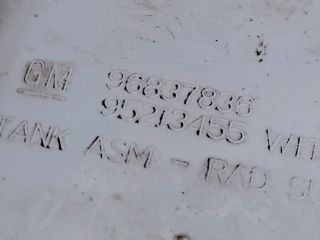 GM 96837836
95213455 WIT
TANK ASM - RAD SU